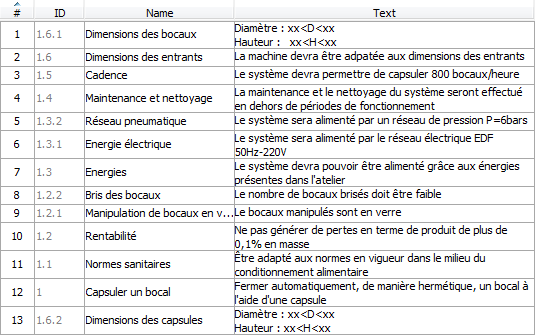 # ID Name Text
1 1.6.1 Dimensions des bocaux Diamètre : xx<D<xx
Hauteur :   xx<H<xx
2 1.6 Dimensions des entrants La machine devra être adpatée aux dimensions des entrants
3 1.5 Cadence Le système devra permettre de capsuler 800 bocaux/heure
4 1.4 Maintenance et nettoyage La maintenance et le nettoyage du système seront effectué
en dehors de périodes de fonctionnement
5 1.3.2 Réseau pneumatique Le système sera alimenté par un réseau de pression P=6bars
6 1.3.1 Energie électrique Le système sera alimenté par le réseau électrique EDF
50Hz-220V
7 1.3 Energies Le système devra pouvoir être alimenté grâce aux énergies
présentes dans l'atelier
8 1.2.2 Bris des bocaux Le nombre de bocaux brisés doit être faible
9 1.2.1 Manipulation de bocaux en v... Le bocaux manipulés sont en verre
10 1.2 Rentabilité Ne pas générer de pertes en terme de produit de plus de
0,1% en masse
11 1.1 Normes sanitaires Être adapté aux normes en vigueur dans le milieu du
conditionnement alimentaire
12 1 Capsuler un bocal Fermer automatiquement, de manière hermétique, un bocal à
l'aide d'une capsule
13 1.6.2 Dimensions des capsules Diamètre : xx<D<xx
Hauteur : xx<H<xx